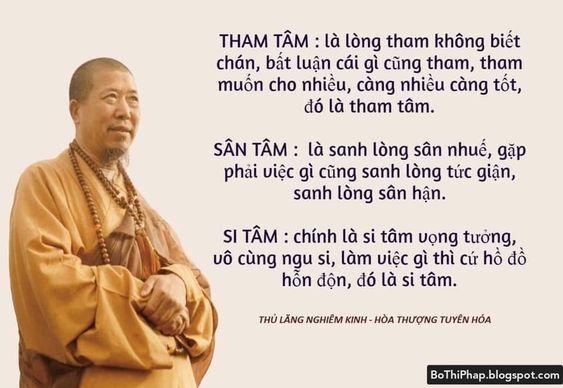 THAM TÂM : là lòng tham không biết
chán, bất luận cái gì cũng tham, tham
muốn cho nhiều, càng nhiều càng tốt,
đó là tham tâm.
SÂN TÂM : là sanh lòng sân nhuế, gặp
phải việc gì cũng sanh lòng tức giận,
sanh lòng sân hận.
SI TÂM : chính là si tâm vọng tưởng,
vô cùng ngu si, làm việc gì thì cứ hồ đồ
hỗn độn, đó là si tâm.
THỦ LĂNG NGHIÊM KINH - HÒA THƯỢNG TUYÊN HÓA
BoThiPhap.blogspot.com